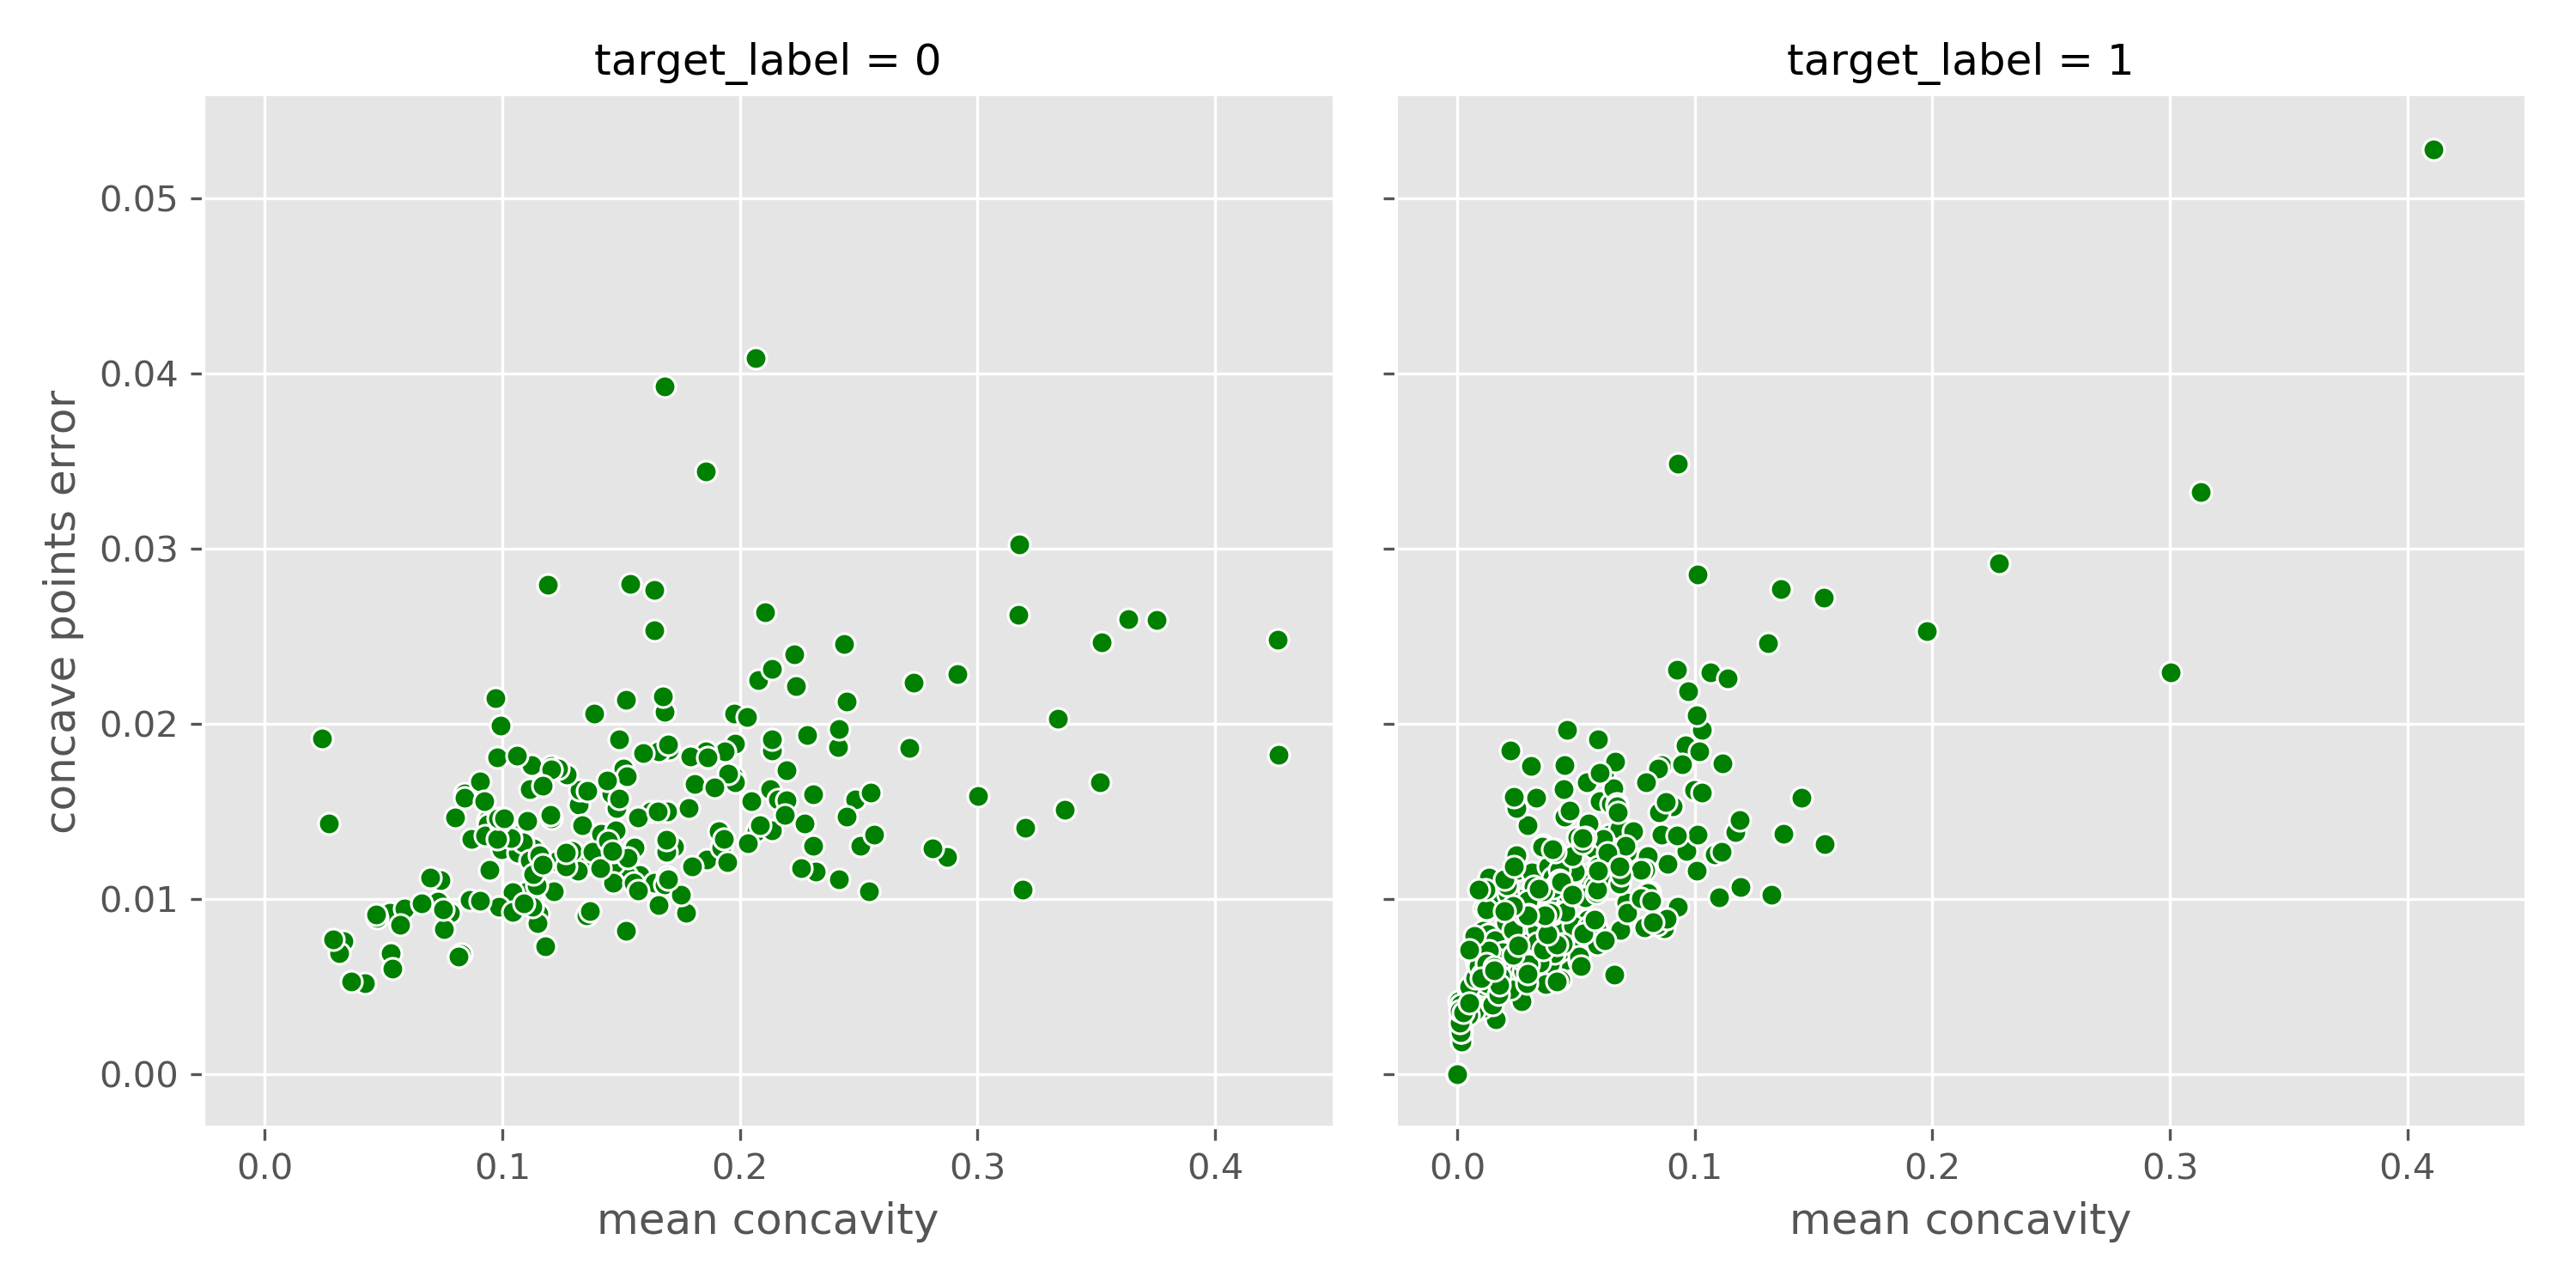 target_label = 0
target_label = 1
concave points error
0.05
0.04
0.03
0.02
0.01
0.00
0.0 0.1 0.2 0.3 0.4
0.0 0.1 0.2 0.3 0.4
mean concavity
mean concavity